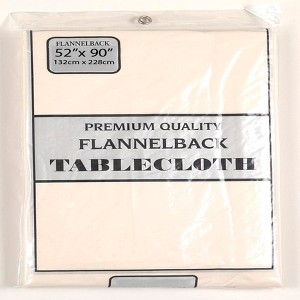 FLANNELBACK
52"x 90"
132cm x 228cm
PREMIUM QUALITY
FLANNELBACK
TABLECLOTH